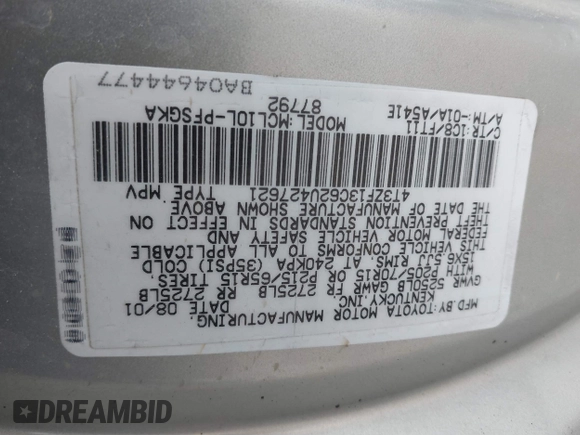 MFD.BY:TOYOTA MOTOR MANUFACTURING,
KENTUCKY,INC. DATE 08/01
GVWR 5250LB GAWR FR 2725LB RR 2725LB
WITH P205/70R15 OR P215/65R15 TIRES
15X6.5JJ RIMS AT 240KPA (35PSI) COLD
THIS VEHICLE CONFORMS TO ALL APPLICABLE
FEDERAL MOTOR VEHICLE SAFETY AND
THEFT PREVENTION STANDARDS IN EFFECT ON
THE DATE OF MANUFACTURE SHOWN ABOVE
4T3ZF13C62U427621 TYPE MPV
C/TR:1C8/FT11 MODEL:MCL10L-PFSGKA
A/TM:-01A/A541E 87792
BA04644477
DREAMBID